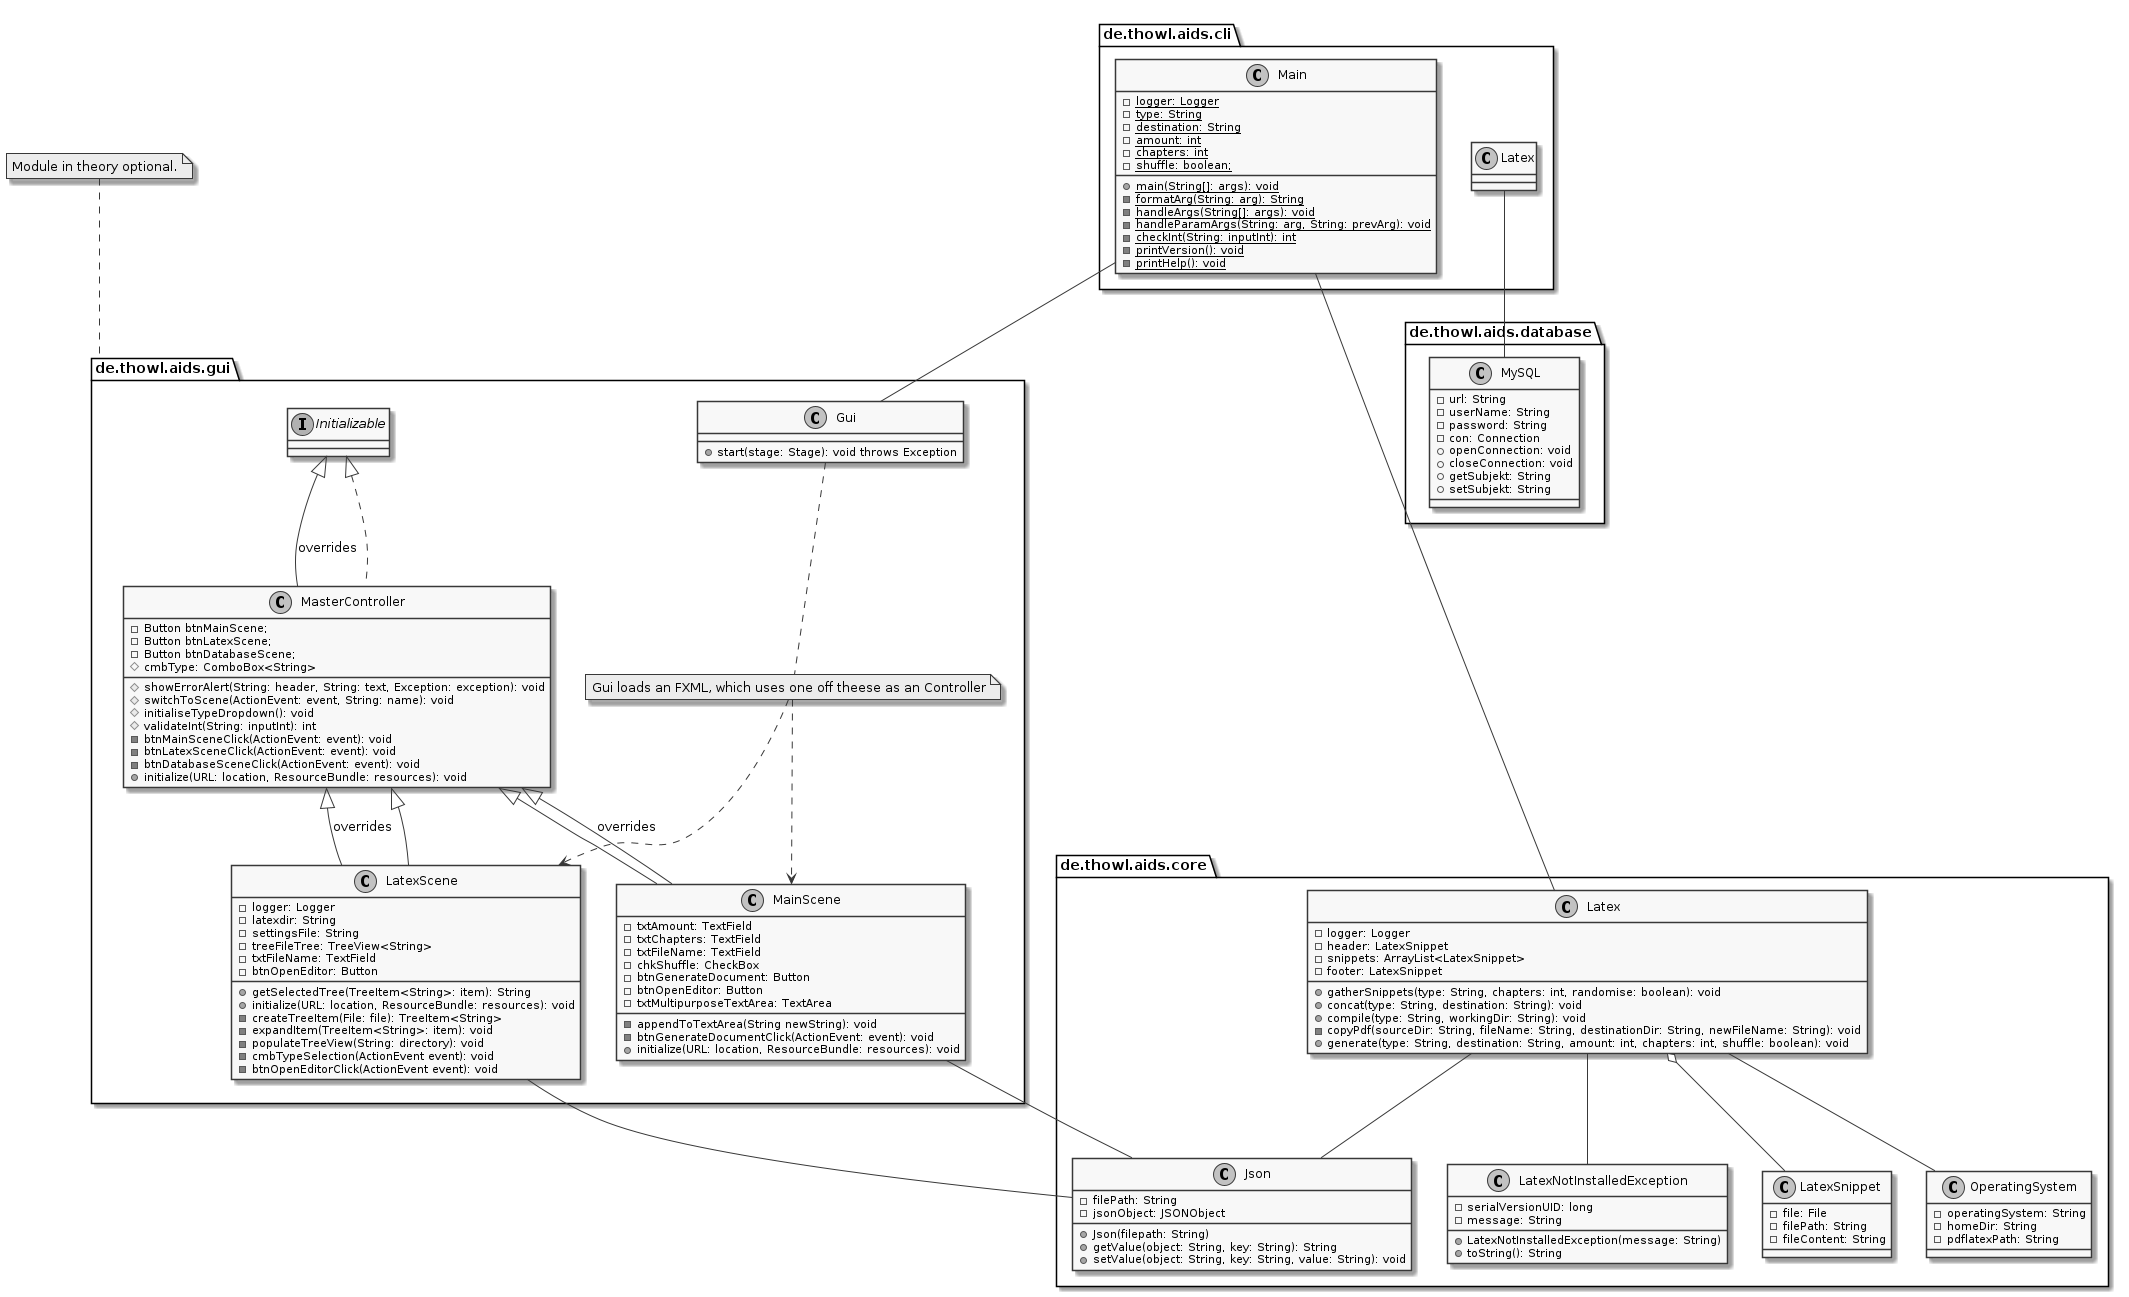 de.thowl.aids.cli
C Main
logger: Logger
type: String
destination: String
amount: int
chapters: int
shuffle: boolean;
main(String[]: args): void
formatArg(String: arg): String
handleArgs(String[]: args): void
handleParamArgs(String: arg, String: prevArg): void
checkInt(String: inputInt): int
printVersion(): void
printHelp(): void
C Latex
Module in theory optional.
de.thowl.aids.database
C MySQL
url: String
userName: String
password: String
con: Connection
openConnection: void
closeConnection: void
getSubjekt: String
setSubjekt: String
de.thowl.aids.gui
I Initializable
C Gui
start(stage: Stage): void throws Exception
overrides
C MasterController
Button btnMainScene;
Button btnLatexScene;
Button btnDatabaseScene;
cmbType: ComboBox<String>
showErrorAlert(String: header, String: text, Exception: exception): void
switchToScene(ActionEvent: event, String: name): void
initialiseTypeDropdown(): void
validateInt(String: inputInt): int
btnMainSceneClick(ActionEvent: event): void
btnLatexSceneClick(ActionEvent: event): void
btnDatabaseSceneClick(ActionEvent: event): void
initialize(URL: location, ResourceBundle: resources): void
Gui loads an FXML, which uses one off theese as an Controller
overrides
overrides
C LatexScene
logger: Logger
latexdir: String
settingsFile: String
treeFileTree: TreeView<String>
txtFileName: TextField
btnOpenEditor: Button
getSelectedTree(TreeItem<String>: item): String
initialize(URL: location, ResourceBundle: resources): void
createTreeItem(File: file): TreeItem<String>
expandItem(TreeItem<String>: item): void
populateTreeView(String: directory): void
cmbTypeSelection(ActionEvent event): void
btnOpenEditorClick(ActionEvent event): void
C MainScene
txtAmount: TextField
txtChapters: TextField
txtFileName: TextField
chkShuffle: CheckBox
btnGenerateDocument: Button
btnOpenEditor: Button
txtMultipurposeTextArea: TextArea
appendToTextArea(String newString): void
btnGenerateDocumentClick(ActionEvent: event): void
initialize(URL: location, ResourceBundle: resources): void
de.thowl.aids.core
C Latex
logger: Logger
header: LatexSnippet
snippets: ArrayList<LatexSnippet>
footer: LatexSnippet
gatherSnippets(type: String, chapters: int, randomise: boolean): void
concat(type: String, destination: String): void
compile(type: String, workingDir: String): void
copyPdf(sourceDir: String, fileName: String, destinationDir: String, newFileName: String): void
generate(type: String, destination: String, amount: int, chapters: int, shuffle: boolean): void
C Json
filePath: String
jsonObject: JSONObject
Json(filepath: String)
getValue(object: String, key: String): String
setValue(object: String, key: String, value: String): void
C LatexNotInstalledException
serialVersionUID: long
message: String
LatexNotInstalledException(message: String)
toString(): String
C LatexSnippet
file: File
filePath: String
fileContent: String
C OperatingSystem
operatingSystem: String
homeDir: String
pdflatexPath: String